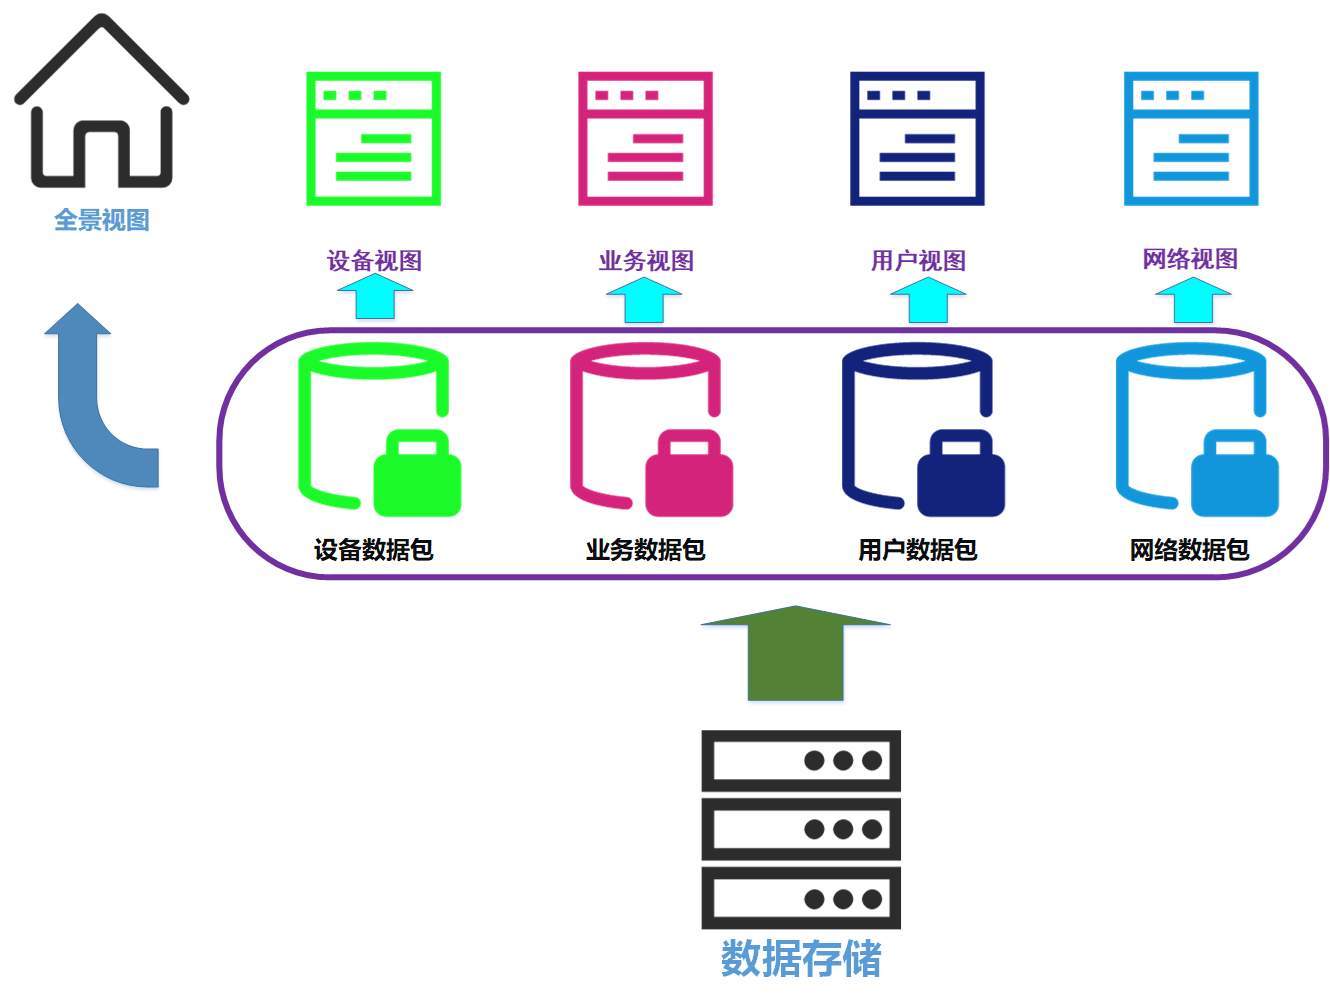 全景视图
设备视图
业务视图
用户视图
网络视图
设备数据包
业务数据包
用户数据包
网络数据包
数据存储